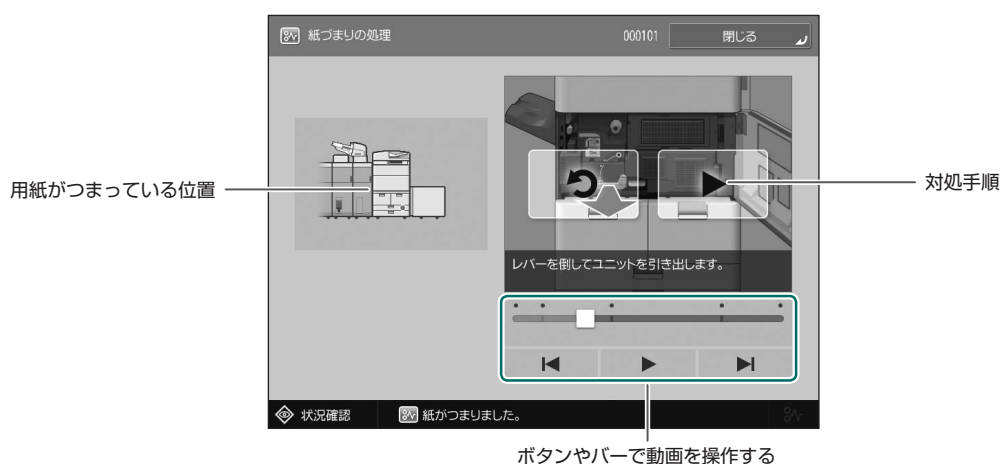 紙づまりの処理
000101
閉じる
用紙がつまっている位置
対処手順
レバーを倒してユニットを引き出します。
状況確認
紙がつまりました。
ボタンやバーで動画を操作する